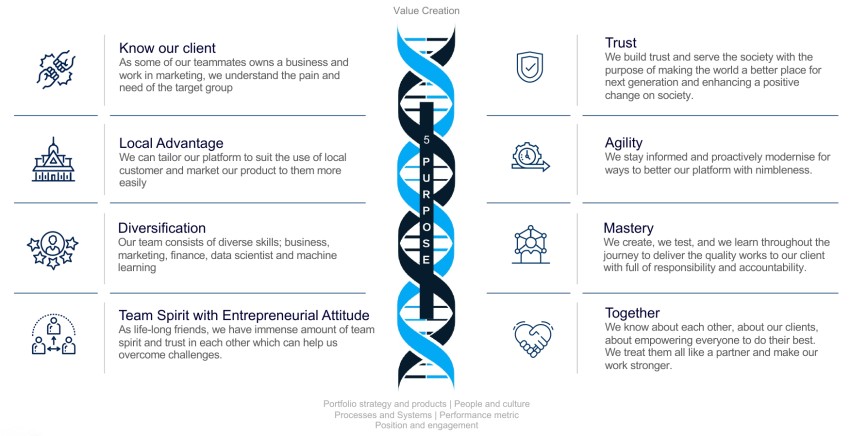 Value Creation
Know our client
As some of our teammates owns a business and
work in marketing, we understand the pain and
need of the target group
Local Advantage
We can tailor our platform to suit the use of local
customer and market our product to them more
easily
Diversification
Our team consists of diverse skills; business,
marketing, finance, data scientist and machine
learning
Team Spirit with Entrepreneurial Attitude
As life-long friends, we have immense amount of team
spirit and trust in each other which can help us
overcome challenges.
5 PURPOSE
Trust
We build trust and serve the society with the
purpose of making the world a better place for
next generation and enhancing a positive
change on society.
Agility
We stay informed and proactively modernise for
ways to better our platform with nimbleness.
Mastery
We create, we test, and we learn throughout the
journey to deliver the quality works to our client
with full of responsibility and accountability.
Together
We know about each other, about our clients,
about empowering everyone to do their best.
We treat them all like a partner and make our
work stronger.
Portfolio strategy and products | People and culture
Processes and Systems | Performance metric
Position and engagement